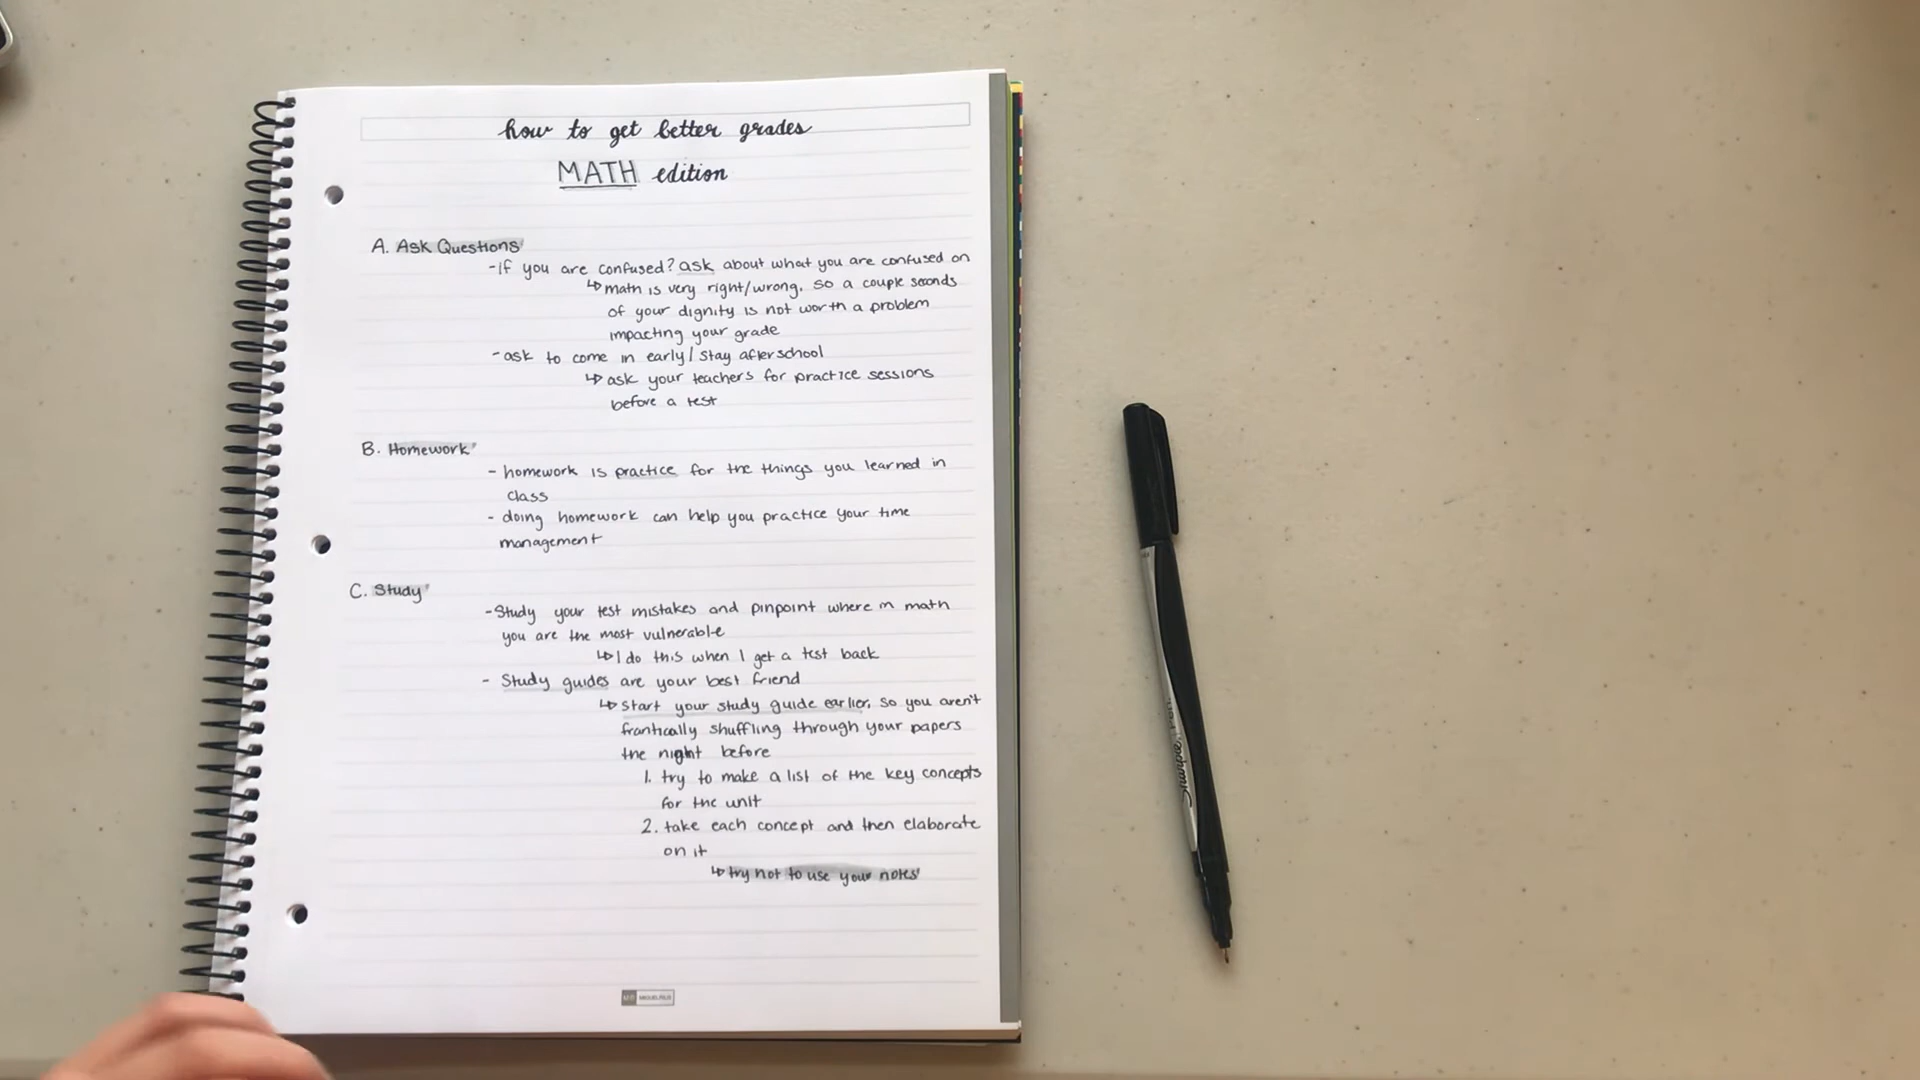 how to get better grades
MATH edition
A. Ask Questions
-If you are confused? ask about what you are confused on
↳math is very right/wrong, so a couple seconds
of your dignity is not worth a problem
impacting your grade
-ask to come in early/stay afterschool
↳ask your teachers for practice sessions
before a test
B. Homework
- homework is practice for the things you learned in
class
- doing homework can help you practice your time
management
C. Study
-Study your test mistakes and pinpoint where in math
you are the most vulnerable
↳I do this when I get a test back
- Study guides are your best friend
↳Start your study guide earlier, so you aren't
frantically shuffling through your papers
the night before
1. try to make a list of the key concepts
for the unit
2. take each concept and then elaborate
on it
↳try not to use your notes
MIQUELRIUS
Sharpie. Pen